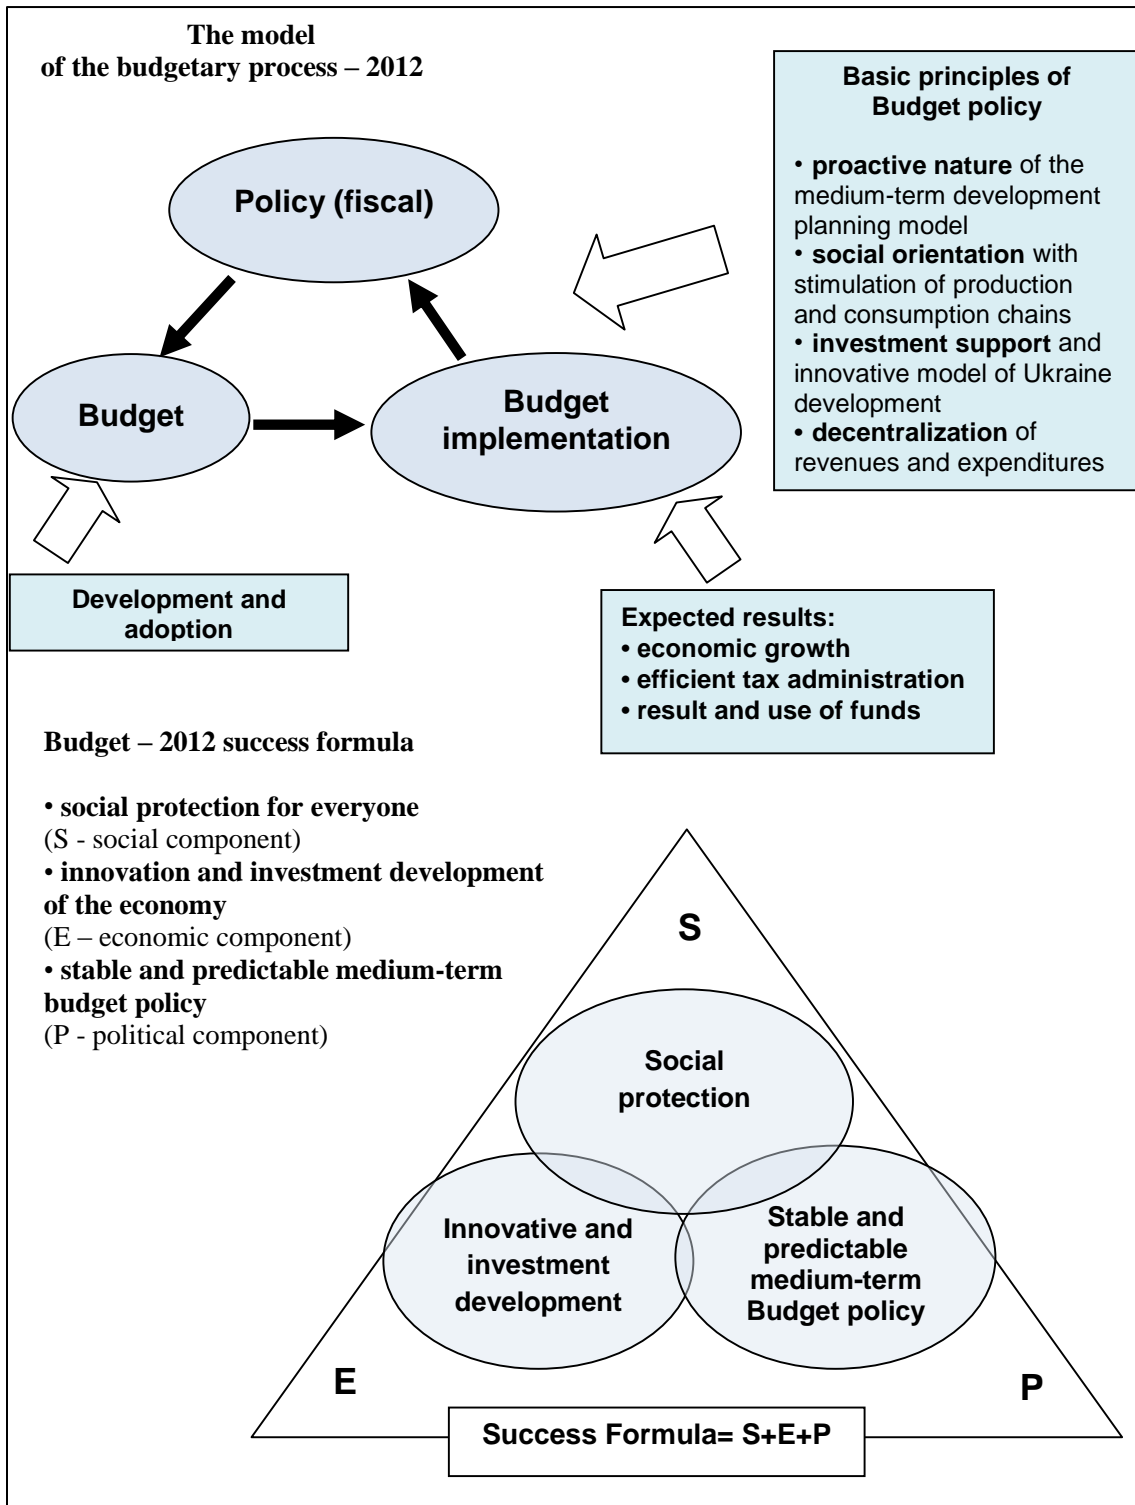 The model
of the budgetary process – 2012
Basic principles of
Budget policy
• proactive nature of the
medium-term development
planning model
• social orientation with
stimulation of production
and consumption chains
• investment support and
innovative model of Ukraine
development
• decentralization of
revenues and expenditures
Policy (fiscal)
Budget
Budget
implementation
Development and
adoption
Expected results:
• economic growth
• efficient tax administration
• result and use of funds
Budget – 2012 success formula
• social protection for everyone
(S - social component)
• innovation and investment development
of the economy
(E – economic component)
• stable and predictable medium-term
budget policy
(P - political component)
S
Social
protection
Innovative and
investment
development
Stable and
predictable
medium-term
Budget policy
E
P
Success Formula= S+E+P